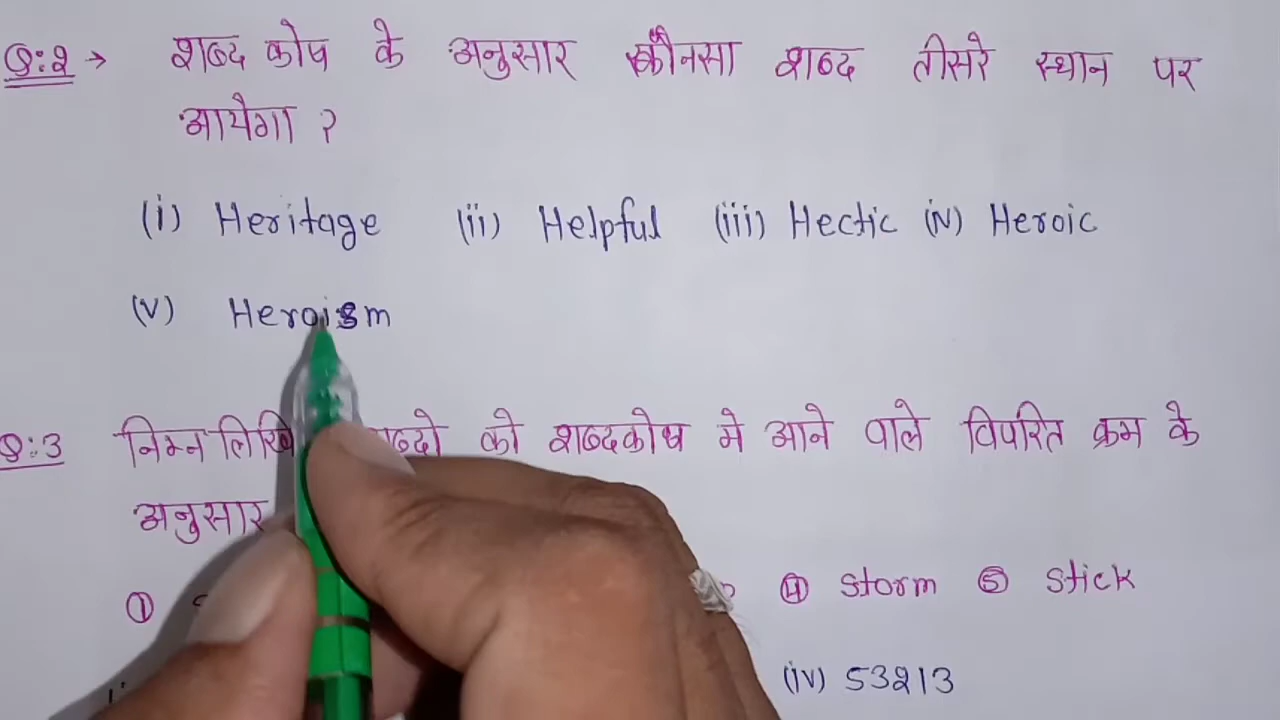 Q:2 → शब्द कोष के अनुसार कौनसा शब्द तीसरे स्थान पर
आयेगा ?
(i) Heritage (ii) Helpful (iii) Hectic (iv) Heroic
(v) Heroism
Q:3 निम्नलिखि को शब्दकोष मे आने वाले विपरित क्रम के
अनुसार
① ④ Storm ⑤ Stick
(iv) 53213